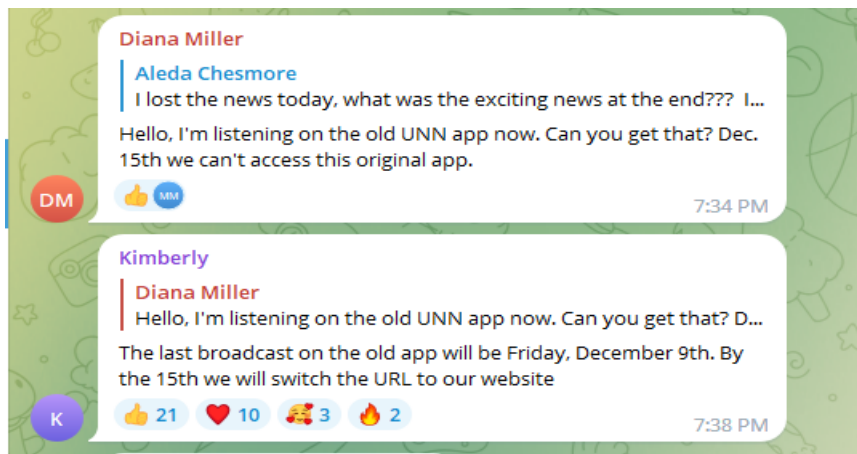 Diana Miller
Aleda Chesmore
I lost the news today, what was the exciting news at the end??? I...
Hello, I'm listening on the old UNN app now. Can you get that? Dec.
15th we can't access this original app.
MM
7:34 PM
DM
Kimberly
Diana Miller
Hello, I'm listening on the old UNN app now. Can you get that? D...
The last broadcast on the old app will be Friday, December 9th. By
the 15th we will switch the URL to our website
21 10 3 2
7:38 PM
K